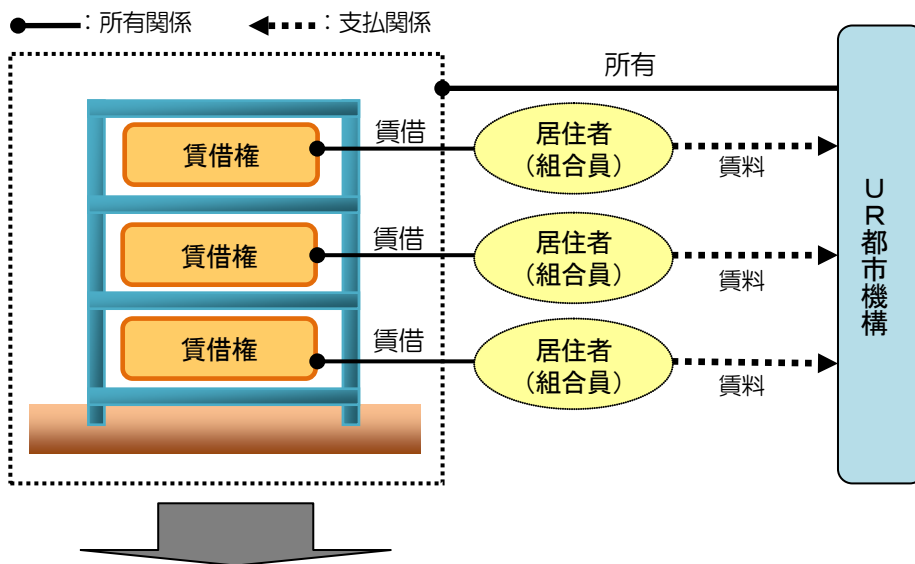 ：所有関係
：支払関係
所有
賃借権
賃借
居住者
（組合員）
賃料
賃借権
賃借
居住者
（組合員）
賃料
賃借権
賃借
居住者
（組合員）
賃料
ＵＲ都市機構